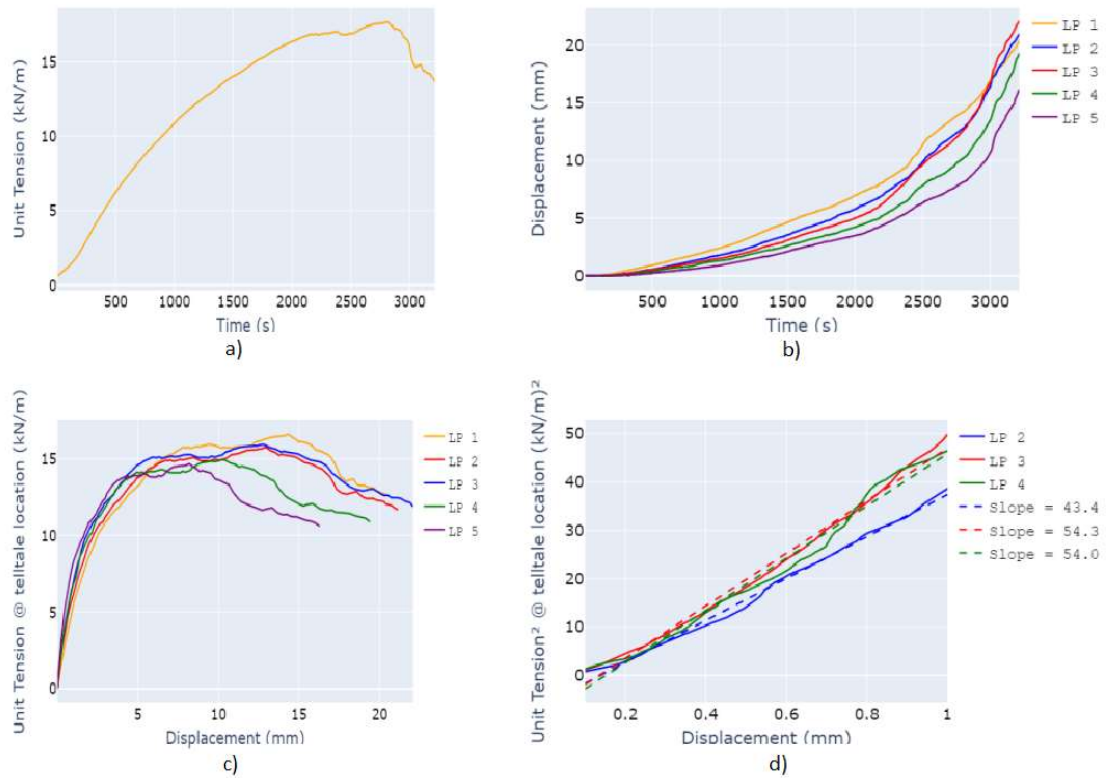 Unit Tension (kN/m)
15
10
5
0
500 1000 1500 2000 2500 3000
Time (s)
a)
Displacement (mm)
20
15
10
5
0
500 1000 1500 2000 2500 3000
Time (s)
LP 1
LP 2
LP 3
LP 4
LP 5
b)
Unit Tension @ telltale location (kN/m)
15
10
5
0
5 10 15 20
Displacement (mm)
LP 1
LP 2
LP 3
LP 4
LP 5
c)
Unit Tension² @ telltale location (kN/m)²
50
40
30
20
10
0
0.2 0.4 0.6 0.8 1
Displacement (mm)
LP 2
LP 3
LP 4
Slope = 43.4
Slope = 54.3
Slope = 54.0
d)